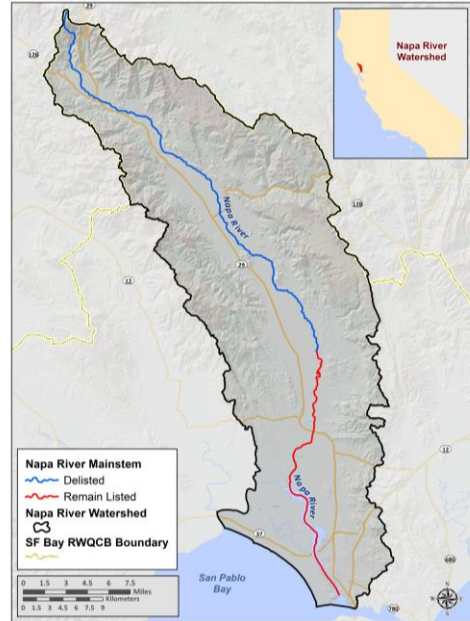 29
128
Napa River
Watershed
Napa River
128
29
12
Napa River
12
37
680
780
San Pablo
Bay
Napa River Mainstem
Delisted
Remain Listed
Napa River Watershed
SF Bay RWQCB Boundary
0 1.5 3 4.5 6 7.5
Miles
Kilometers
0 1.5 3 4.5 6 7.5 9